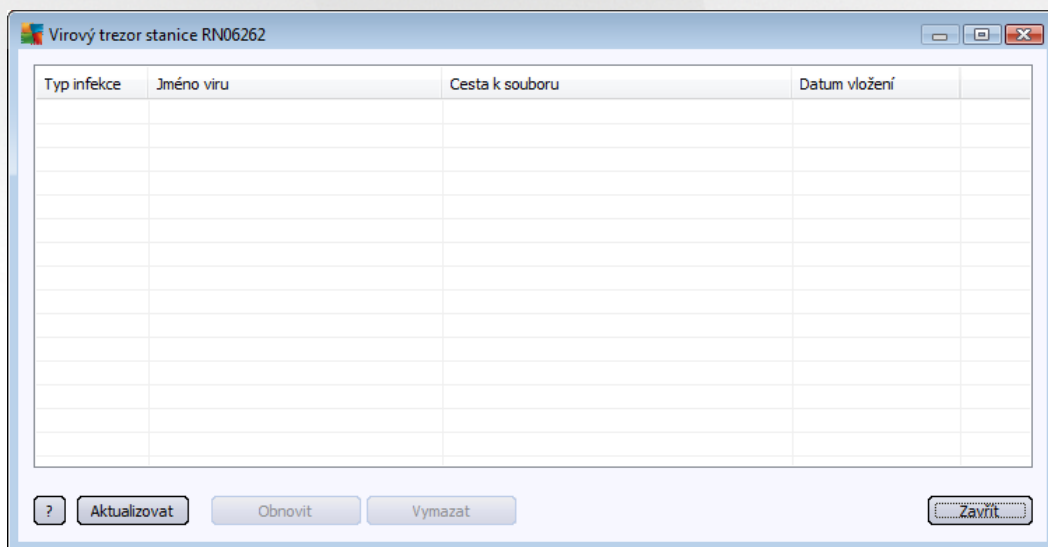 Virový trezor stanice RN06262
Typ infekce Jméno viru Cesta k souboru Datum vložení
? Aktualizovat Obnovit Vymazat Zavřít